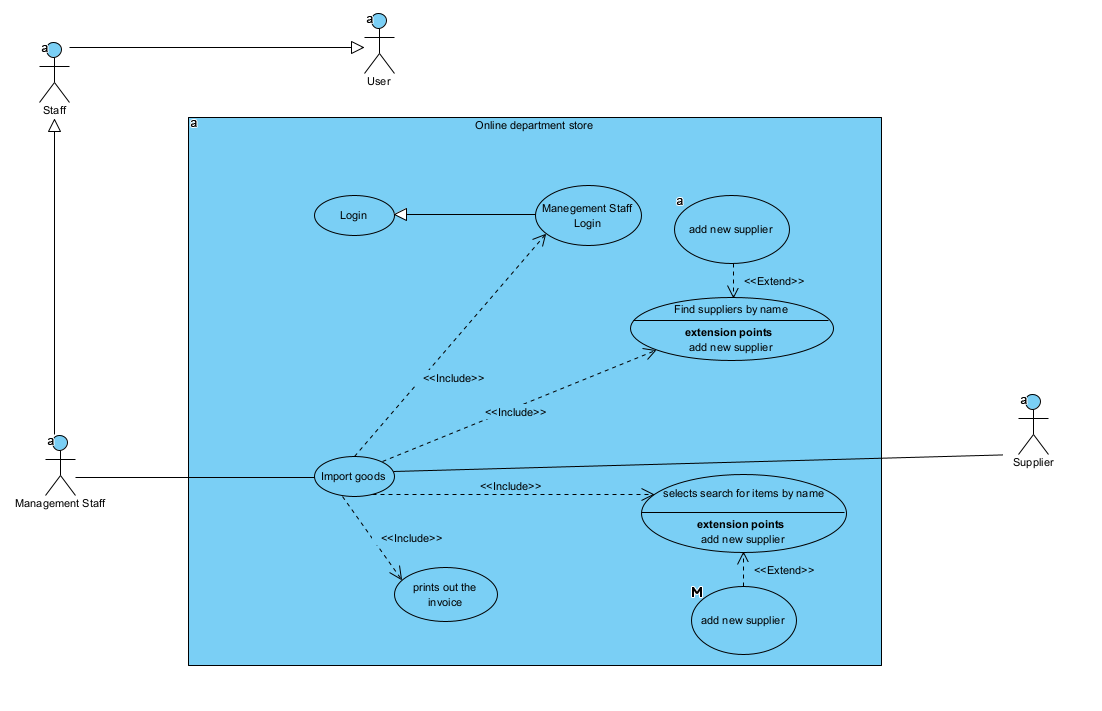 a
User
a
Staff
a
Online department store
Login
Manegement Staff
Login
a
add new supplier
<<Extend>>
Find suppliers by name
extension points
add new supplier
<<Include>>
<<Include>>
a
Supplier
a
Management Staff
Import goods
<<Include>>
selects search for items by name
extension points
add new supplier
<<Include>>
<<Extend>>
prints out the
invoice
M
add new supplier